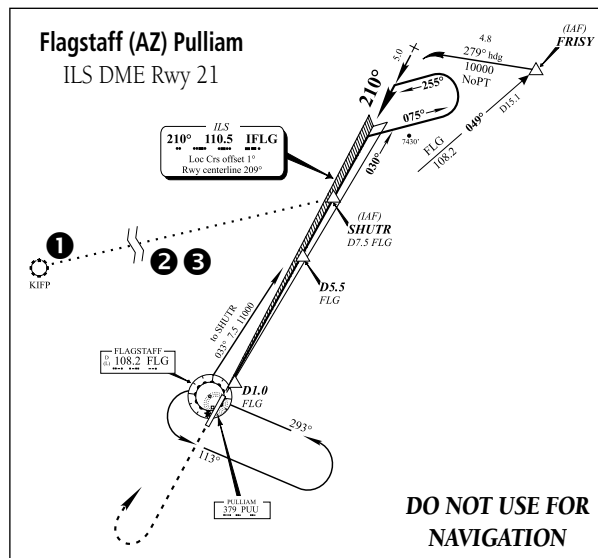 Flagstaff (AZ) Pulliam
ILS DME Rwy 21
(IAF)
FRISY
4.8
279° hdg
10000
NoPT
5.0
210°
255°
075°
049°
D15.1
FLG
108.2
7430'
030°
ILS
210° 110.5 IFLG
Loc Crs offset 1°
Rwy centerline 209°
(IAF)
SHUTR
D7.5 FLG
1
KIFP
2 3
D5.5
FLG
to SHUTR
033° 7.5 11000
FLAGSTAFF
D
(L) 108.2 FLG
D1.0
FLG
293°
113°
PULLIAM
379 PUU
DO NOT USE FOR
NAVIGATION